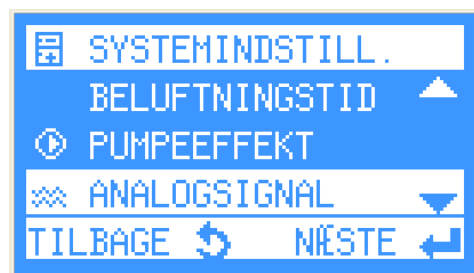 SYSTEMINDSTILL.
BELUFTNINGSTID
PUMPEEFFEKT
ANALOGSIGNAL
TILBAGE NÆSTE